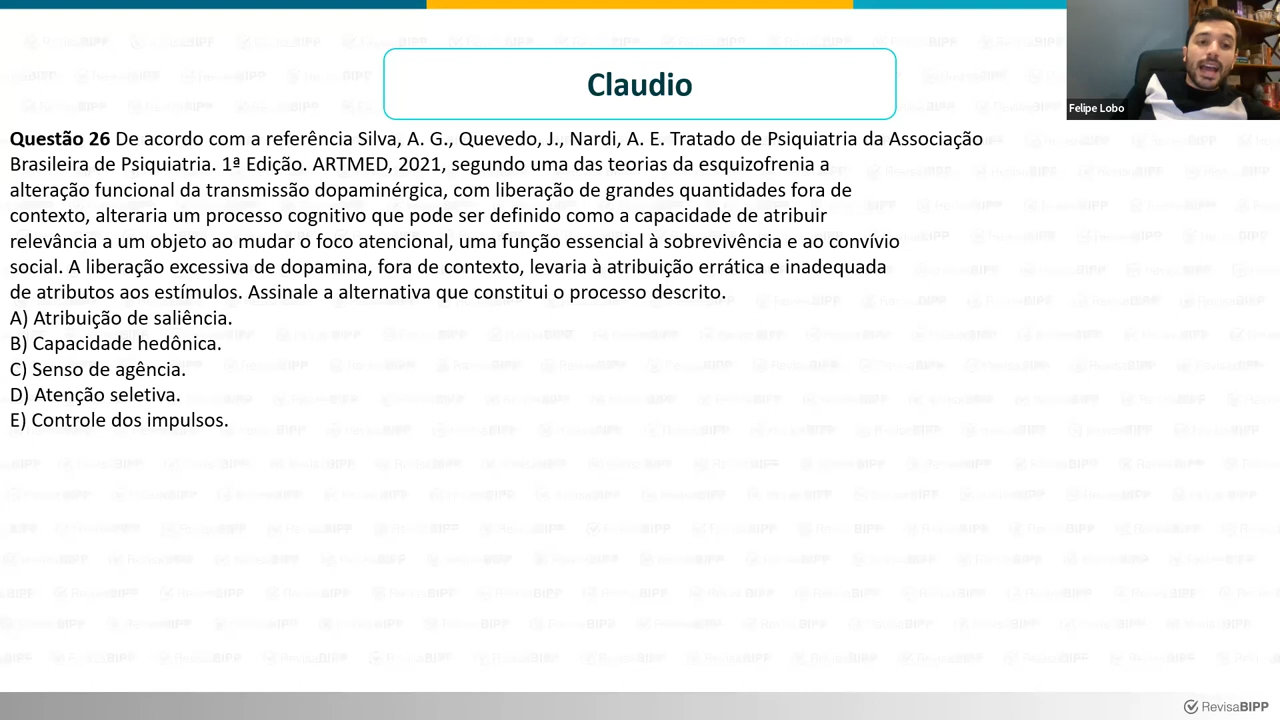 Claudio
Felipe Lobo
Questão 26 De acordo com a referência Silva, A. G., Quevedo, J., Nardi, A. E. Tratado de Psiquiatria da Associação
Brasileira de Psiquiatria. 1ª Edição. ARTMED, 2021, segundo uma das teorias da esquizofrenia a
alteração funcional da transmissão dopaminérgica, com liberação de grandes quantidades fora de
contexto, alteraria um processo cognitivo que pode ser definido como a capacidade de atribuir
relevância a um objeto ao mudar o foco atencional, uma função essencial à sobrevivência e ao convívio
social. A liberação excessiva de dopamina, fora de contexto, levaria à atribuição errática e inadequada
de atributos aos estímulos. Assinale a alternativa que constitui o processo descrito.
A) Atribuição de saliência.
B) Capacidade hedônica.
C) Senso de agência.
D) Atenção seletiva.
E) Controle dos impulsos.
RevisaBIPP